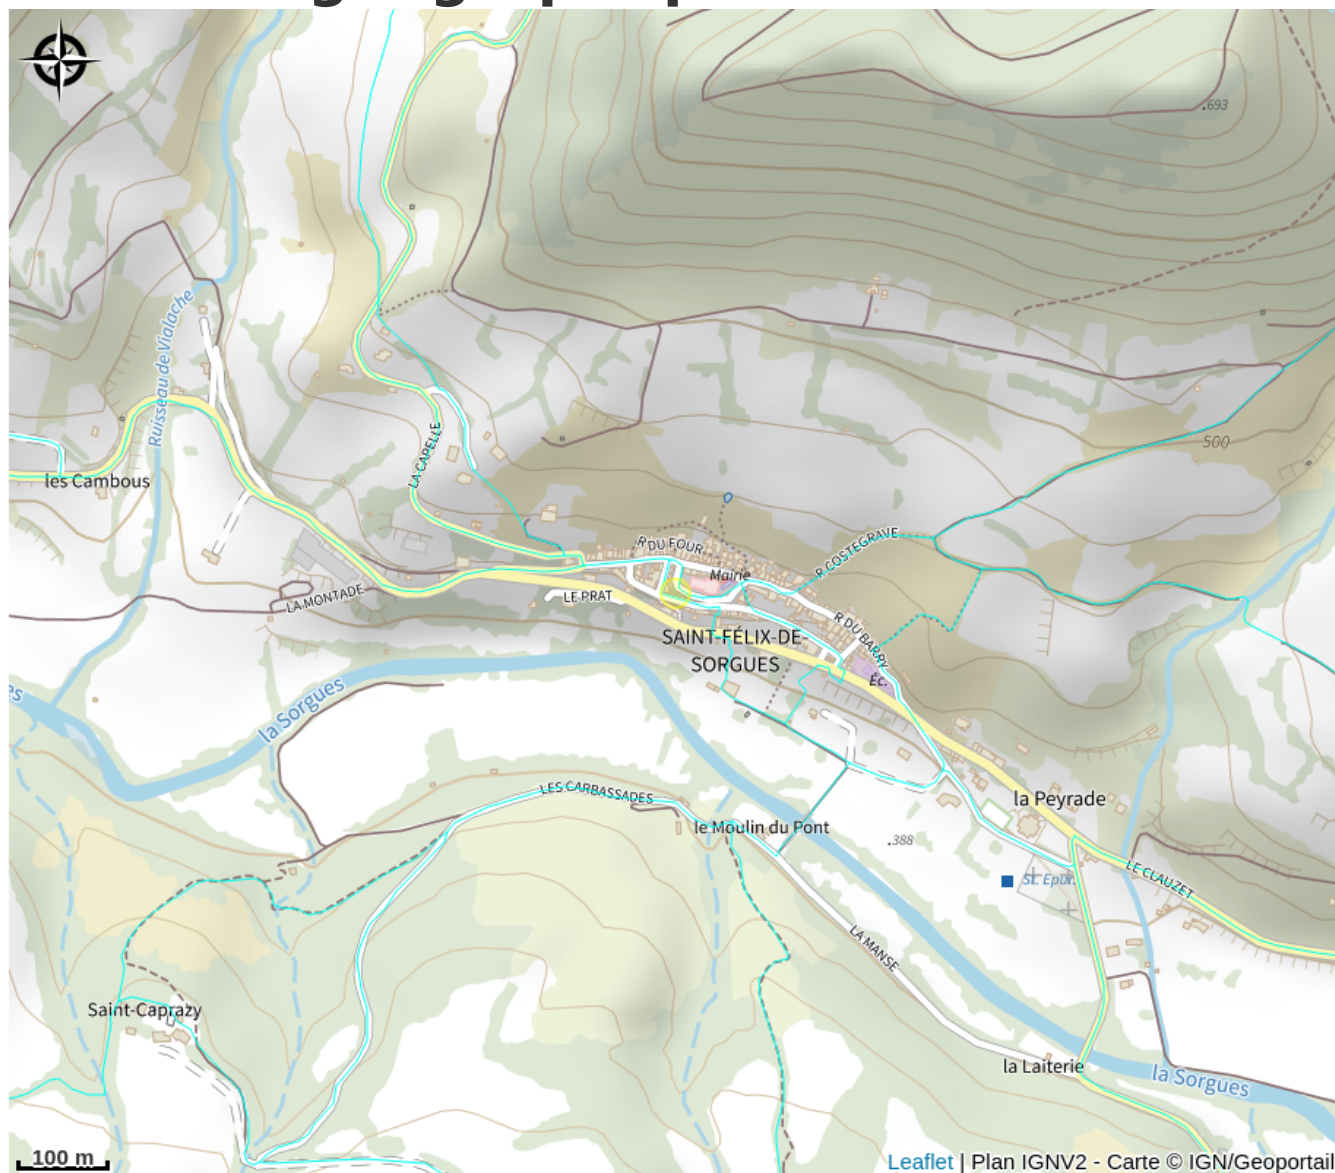 693
Ruisseau de Vialache
500
LA CAPELLE
les Cambous
R DU FOUR
R COSTEGRAVE
Mairie
LA MONTADE
LE PRAT
R DU BARRY
SAINT-FÉLIX-DE-
SORGUES
Éc.
es
la Sorgues
LES CARBASSADES
la Peyrade
le Moulin du Pont
388
LE CLAUZET
St. Epur.
LA MANSE
Saint-Caprazy
la Laiterie
la Sorgues
100 m
Leaflet | Plan IGNV2 - Carte © IGN/Geoportail